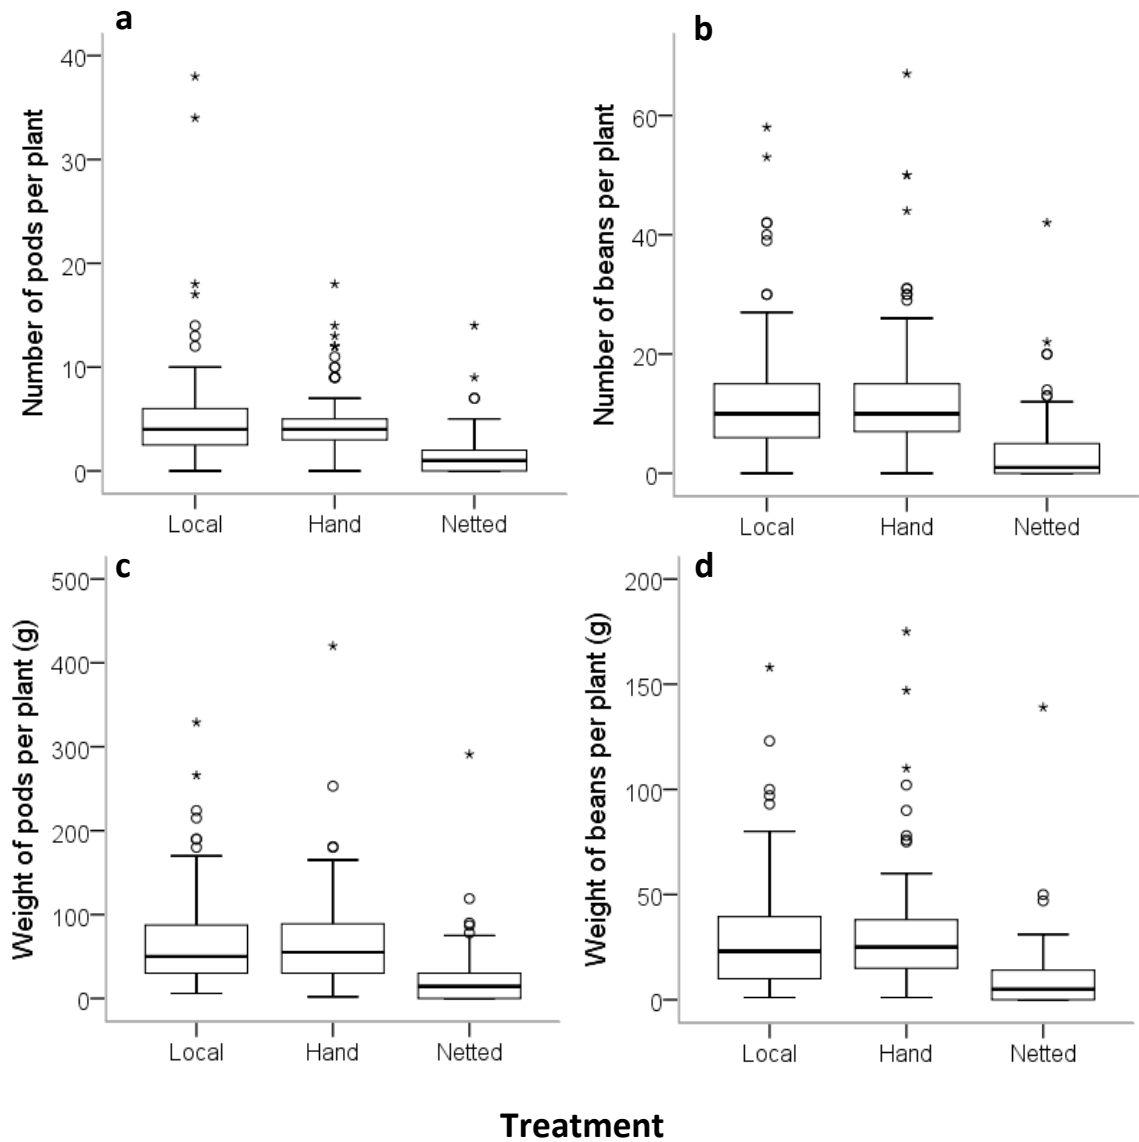 a
Number of pods per plant
40
30
20
10
0
Local Hand Netted
b
Number of beans per plant
60
40
20
0
Local Hand Netted
c
Weight of pods per plant (g)
500
400
300
200
100
0
Local Hand Netted
d
Weight of beans per plant (g)
200
150
100
50
0
Local Hand Netted
Treatment